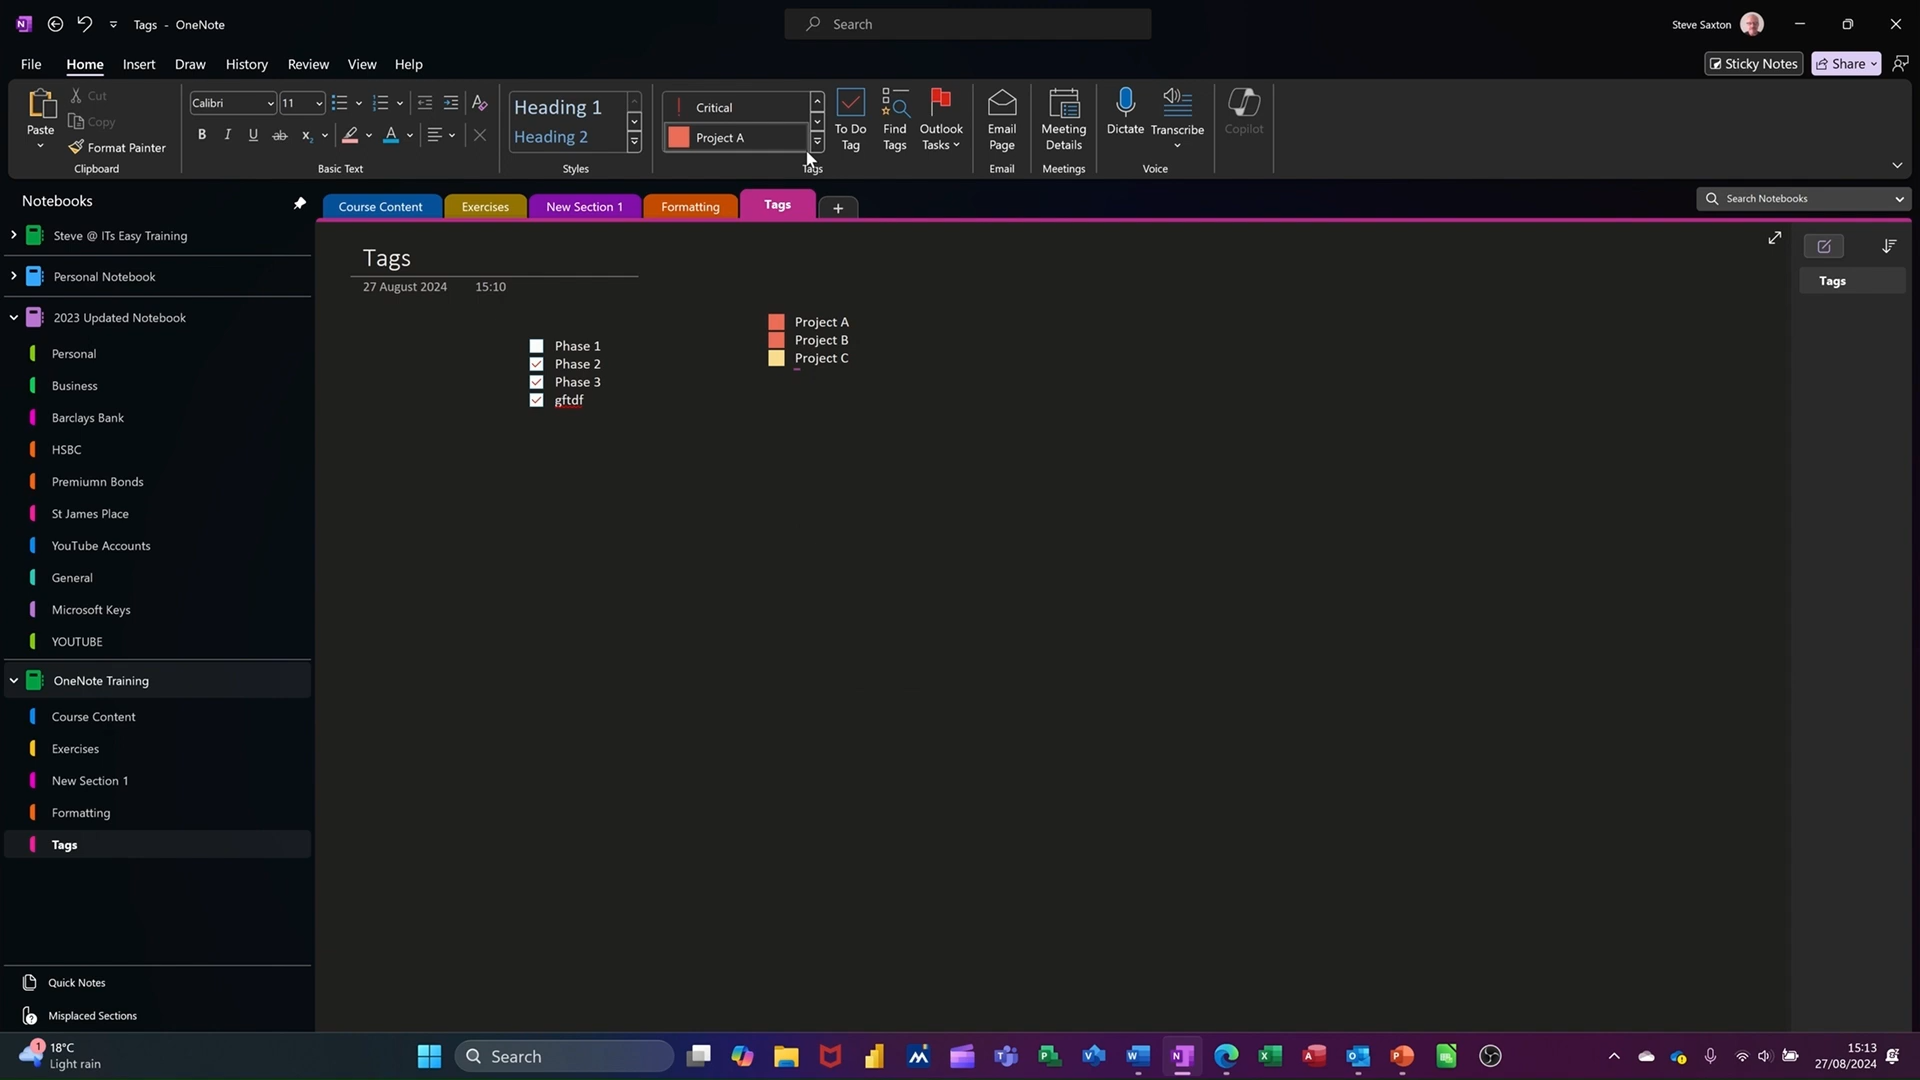 Tags - OneNote
Search
Steve Saxton
File Home Insert Draw History Review View Help
Sticky Notes
Share
Paste
Cut
Copy
Format Painter
Clipboard
Calibri 11
B I U ab x
A
Basic Text
Heading 1
Heading 2
Styles
Critical
Project A
Tags
To Do
Tag
Find
Tags
Outlook
Tasks
Email
Page
Email
Meeting
Details
Meetings
Dictate
Transcribe
Voice
Copilot
Notebooks
Steve @ ITs Easy Training
Personal Notebook
2023 Updated Notebook
Personal
Business
Barclays Bank
HSBC
Premiumn Bonds
St James Place
YouTube Accounts
General
Microsoft Keys
YOUTUBE
OneNote Training
Course Content
Exercises
New Section 1
Formatting
Tags
Quick Notes
Misplaced Sections
Course Content Exercises New Section 1 Formatting Tags +
Search Notebooks
Tags
27 August 2024 15:10
Phase 1
Phase 2
Phase 3
gftdf
Project A
Project B
Project C
Tags
1
18°C
Light rain
Search
15:13
27/08/2024